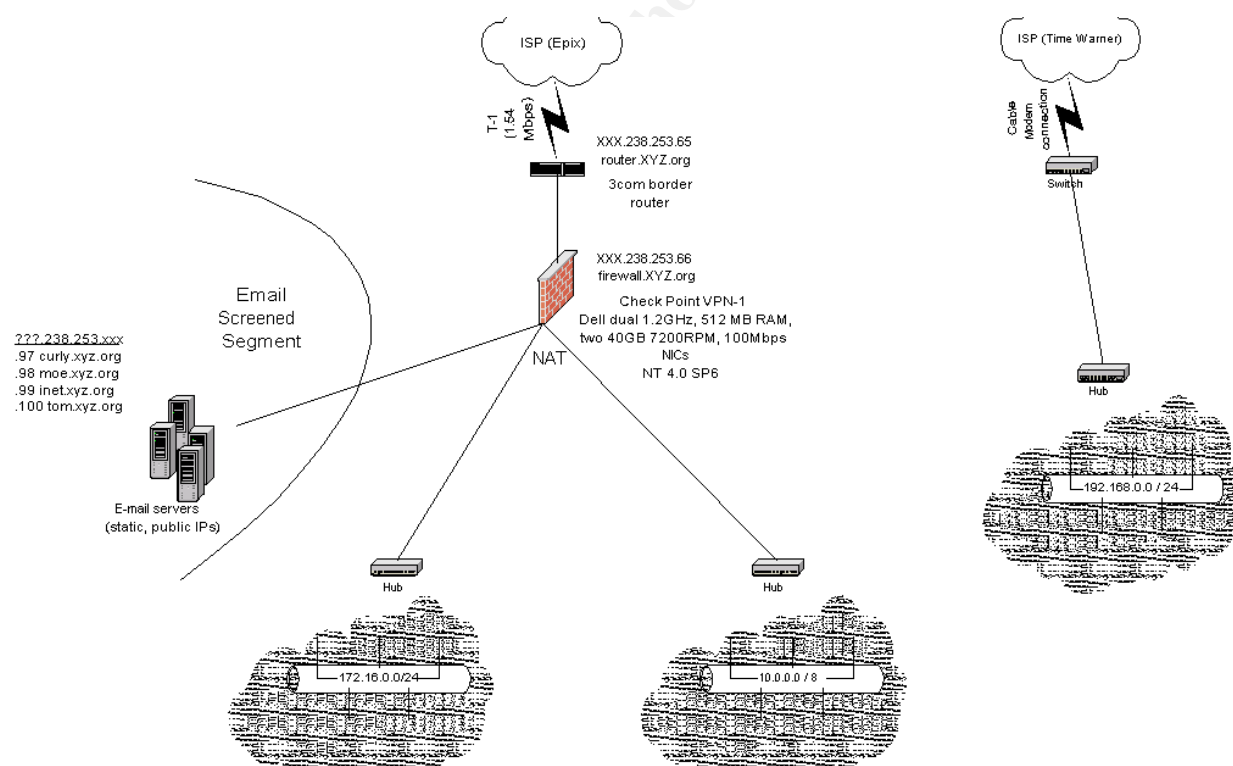 ISP (Epix)
T-1
(1.54
Mbps)
XXX.238.253.65
router.XYZ.org
3com border
router
XXX.238.253.66
firewall.XYZ.org
Check Point VPN-1
Dell dual 1.2GHz, 512 MB RAM,
two 40GB 7200RPM, 100Mbps
NICs
NT 4.0 SP6
NAT
Email
Screened
Segment
???.238.253.xxx
.97 curly.xyz.org
.98 moe.xyz.org
.99 inet.xyz.org
.100 tom.xyz.org
E-mail servers
(static, public IPs)
Hub
172.16.0.0/24
Hub
10.0.0.0 / 8
ISP (Time Warner)
Cable
Modem
connection
Switch
Hub
192.168.0.0 / 24